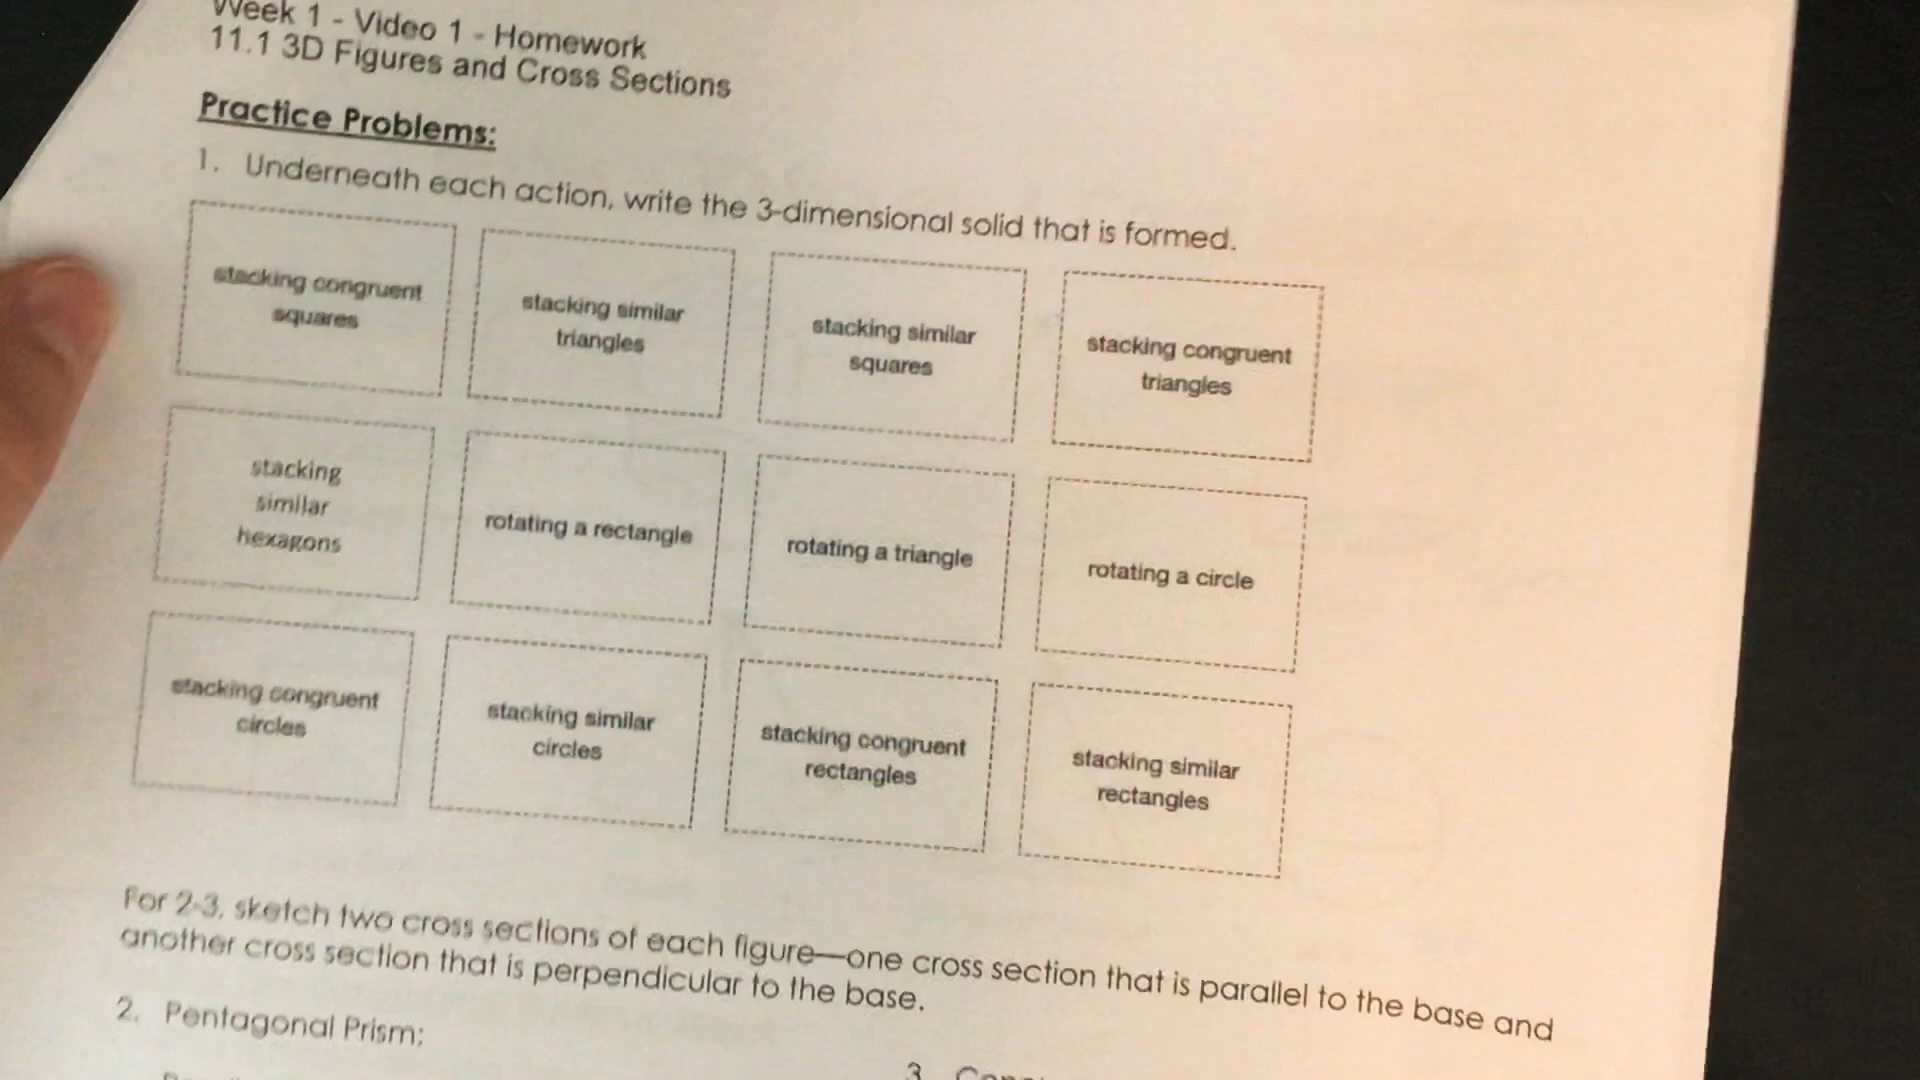 Week 1 - Video 1 - Homework
11.1 3D Figures and Cross Sections
Practice Problems:
1. Underneath each action, write the 3-dimensional solid that is formed.
stacking congruent
squares
stacking similar
triangles
stacking similar
squares
stacking congruent
triangles
stacking
similar
hexagons
rotating a rectangle
rotating a triangle
rotating a circle
stacking congruent
circles
stacking similar
circles
stacking congruent
rectangles
stacking similar
rectangles
For 2-3, sketch two cross sections of each figure—one cross section that is parallel to the base and
another cross section that is perpendicular to the base.
2. Pentagonal Prism:
3.